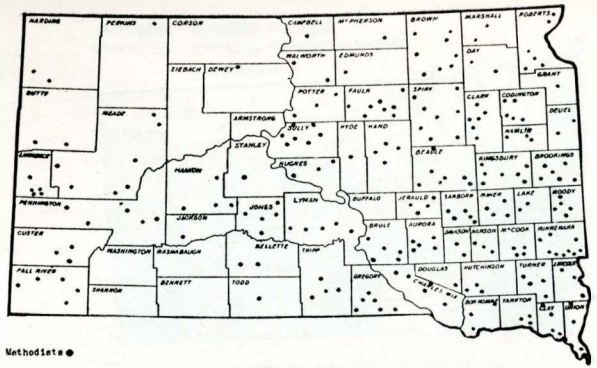 HARDING PERKINS CORSON CAMPBELL McPHERSON BROWN MARSHALL ROBERTS
WALWORTH EDMUNDS DAY
ZIEBACH DEWEY GRANT
BUTTE MEADE POTTER FAULK SPINK CLARK CODINGTON
DEUEL
ARMSTRONG SULLY HYDE HAND HAMLIN
STANLEY
LAWRENCE HUGHES BEADLE KINGSBURY BROOKINGS
HAAKON
PENNINGTON JONES LYMAN BUFFALO JERAULD SANBORN MINER LAKE MOODY
JACKSON
CUSTER WASHINGTON WASHABAUGH MELLETTE TRIPP BRULE AURORA DAVISON HANSON McCOOK MINNEHAHA
FALL RIVER SHANNON BENNETT TODD GREGORY DOUGLAS HUTCHINSON TURNER LINCOLN
CHARLES MIX
BON HOMME YANKTON CLAY UNION
Methodists